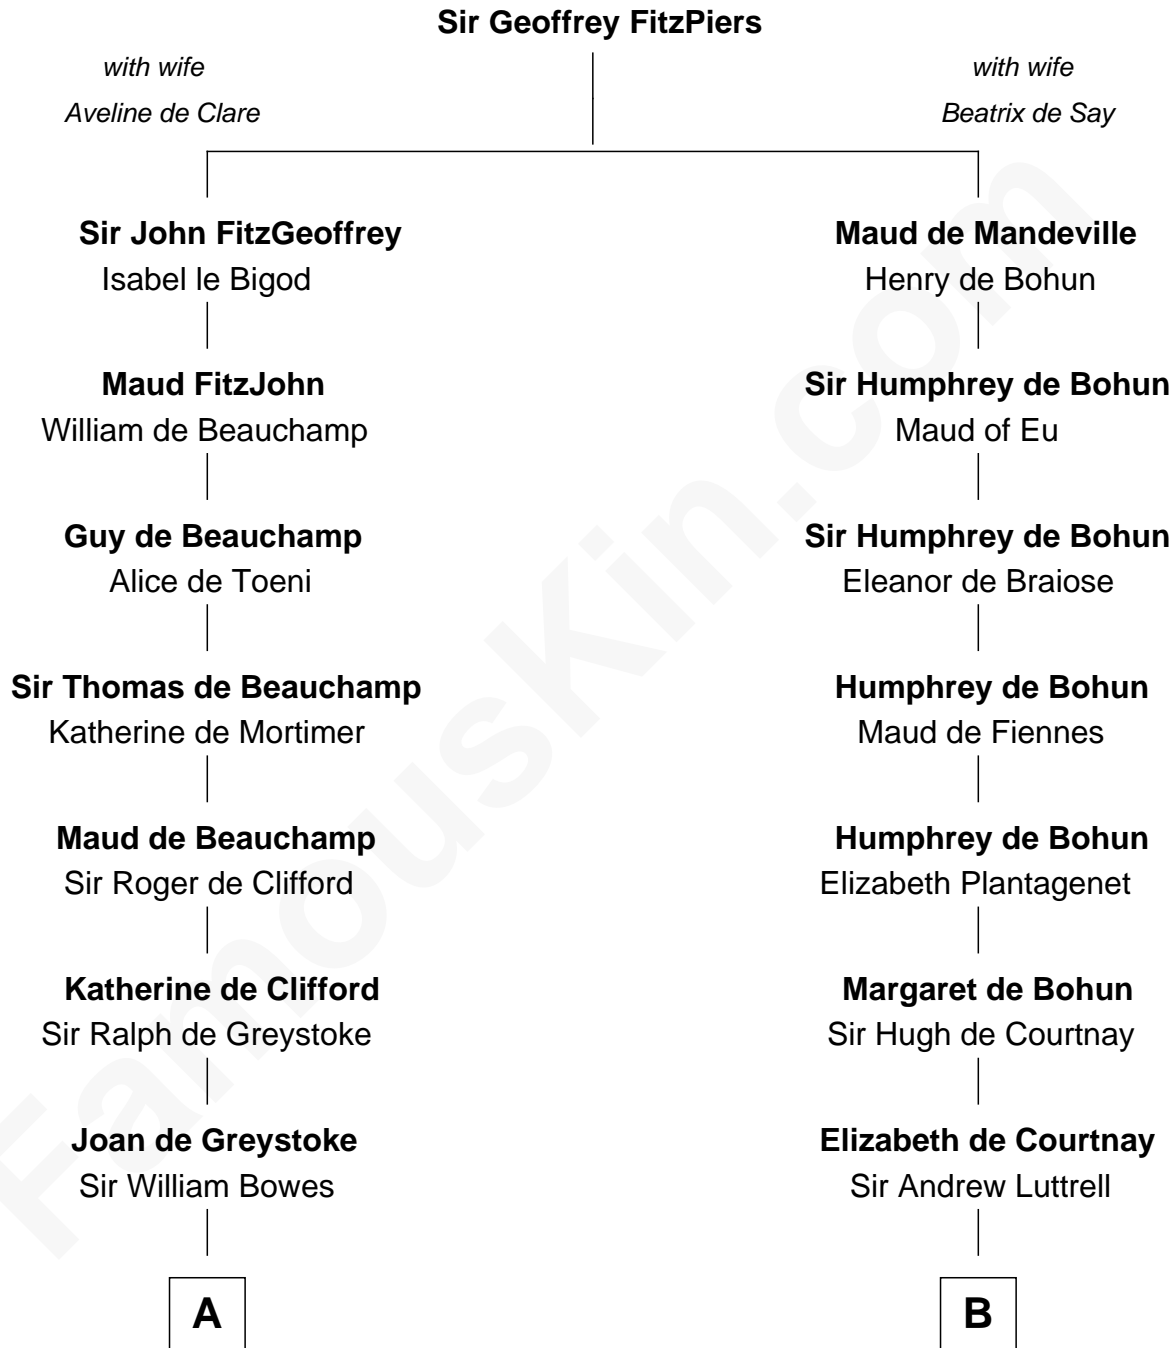 Sir Geoffrey FitzPiers
with wife
Aveline de Clare
with wife
Beatrix de Say
Sir John FitzGeoffrey
Isabel le Bigod
Maud FitzJohn
William de Beauchamp
Guy de Beauchamp
Alice de Toeni
Sir Thomas de Beauchamp
Katherine de Mortimer
Maud de Beauchamp
Sir Roger de Clifford
Katherine de Clifford
Sir Ralph de Greystoke
Joan de Greystoke
Sir William Bowes
A
Maud de Mandeville
Henry de Bohun
Sir Humphrey de Bohun
Maud of Eu
Sir Humphrey de Bohun
Eleanor de Braiose
Humphrey de Bohun
Maud de Fiennes
Humphrey de Bohun
Elizabeth Plantagenet
Margaret de Bohun
Sir Hugh de Courtnay
Elizabeth de Courtnay
Sir Andrew Luttrell
B
FamousKin.com